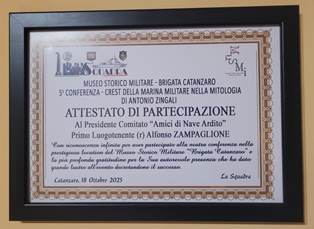 SQUADRA
MUSEO STORICO MILITARE - BRIGATA CATANZARO
5ª CONFERENZA - CREST DELLA MARINA MILITARE NELLA MITOLOGIA
DI ANTONIO ZINGALI
ATTESTATO DI PARTECIPAZIONE
Al Presidente Comitato "Amici di Nave Ardito"
Primo Luogotenente (r) Alfonso ZAMPAGLIONE
Con riconoscenza infinita per aver partecipato alla nostra conferenza nella
prestigiosa location del Museo Storico Militare "Brigata Catanzaro" e
la più profonda gratitudine per la Sua autorevole presenza che ha dato
grande lustro all'evento decretandone il successo.
Catanzaro, 18 Ottobre 2025
La Squadra